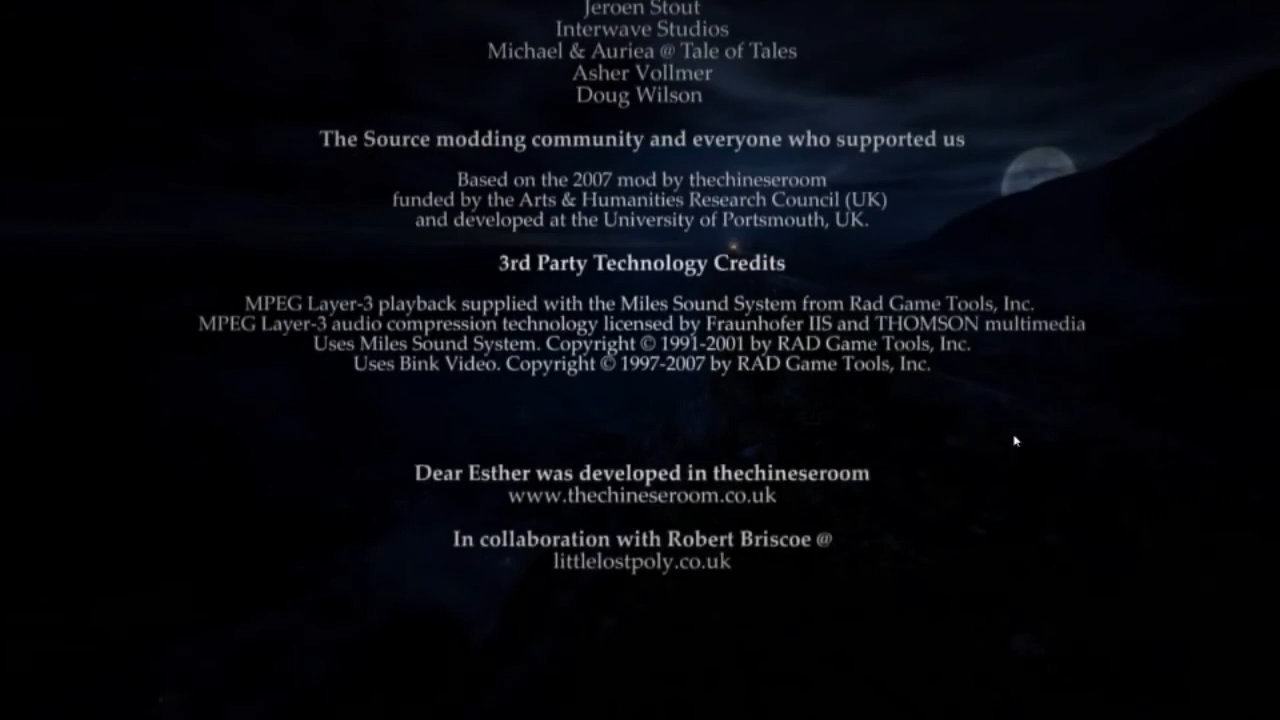 Jeroen Stout
Interwave Studios
Michael & Auriea @ Tale of Tales
Asher Vollmer
Doug Wilson
The Source modding community and everyone who supported us
Based on the 2007 mod by thechineseroom
funded by the Arts & Humanities Research Council (UK)
and developed at the University of Portsmouth, UK.
3rd Party Technology Credits
MPEG Layer-3 playback supplied with the Miles Sound System from Rad Game Tools, Inc.
MPEG Layer-3 audio compression technology licensed by Fraunhofer IIS and THOMSON multimedia
Uses Miles Sound System. Copyright © 1991-2001 by RAD Game Tools, Inc.
Uses Bink Video. Copyright © 1997-2007 by RAD Game Tools, Inc.
Dear Esther was developed in thechineseroom
www.thechineseroom.co.uk
In collaboration with Robert Briscoe @
littlelostpoly.co.uk